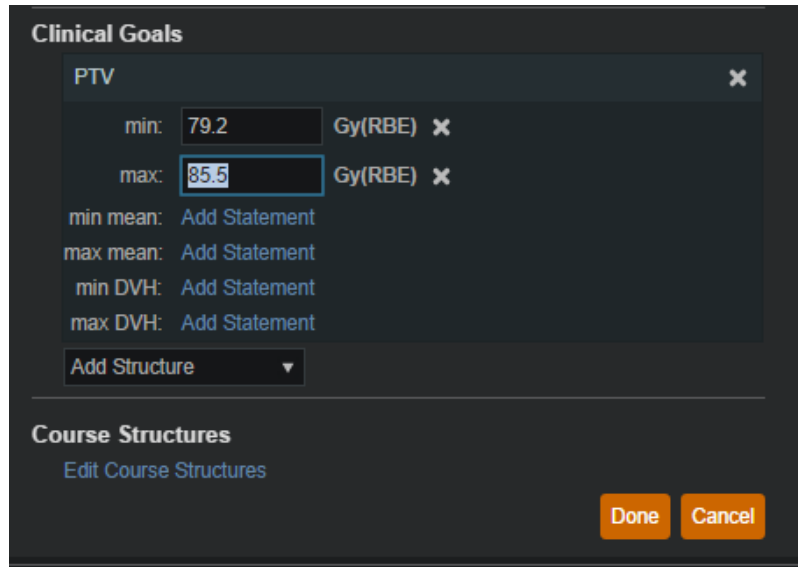 Clinical Goals
PTV
min: 79.2 Gy(RBE)
max: 85.5 Gy(RBE)
min mean: Add Statement
max mean: Add Statement
min DVH: Add Statement
max DVH: Add Statement
Add Structure
Course Structures
Edit Course Structures
Done Cancel